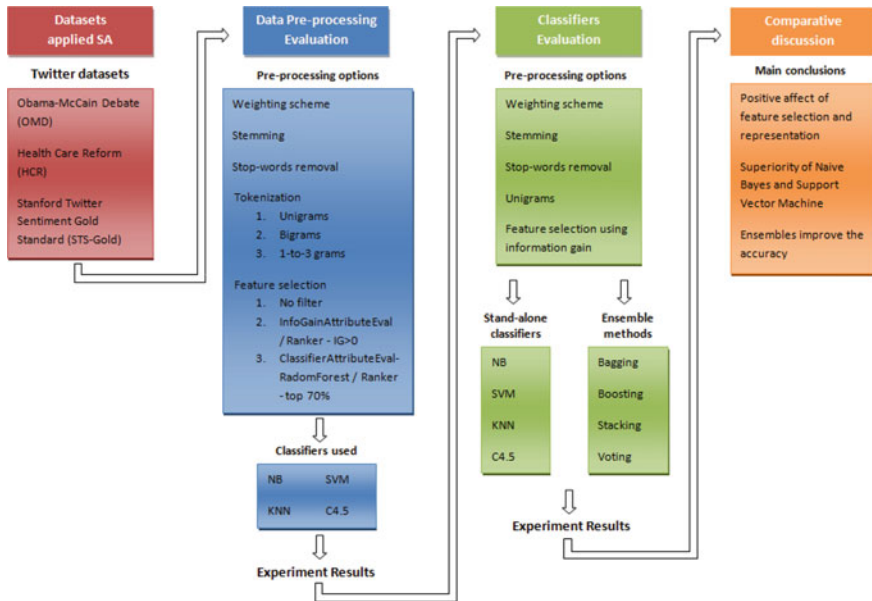 Datasets
applied SA
Twitter datasets
Obama-McCain Debate
(OMD)
Health Care Reform
(HCR)
Stanford Twitter
Sentiment Gold
Standard (STS-Gold)
Data Pre-processing
Evaluation
Pre-processing options
Weighting scheme
Stemming
Stop-words removal
Tokenization
1. Unigrams
2. Bigrams
3. 1-to-3 grams
Feature selection
1. No filter
2. InfoGainAttributeEval
/ Ranker - IG>0
3. ClassifierAttributeEval-
RadomForest / Ranker
- top 70%
Classifiers used
NB SVM
KNN C4.5
Experiment Results
Classifiers
Evaluation
Pre-processing options
Weighting scheme
Stemming
Stop-words removal
Unigrams
Feature selection using
information gain
Stand-alone
classifiers
NB
SVM
KNN
C4.5
Ensemble
methods
Bagging
Boosting
Stacking
Voting
Experiment Results
Comparative
discussion
Main conclusions
Positive affect of
feature selection and
representation
Superiority of Naive
Bayes and Support
Vector Machine
Ensembles improve the
accuracy